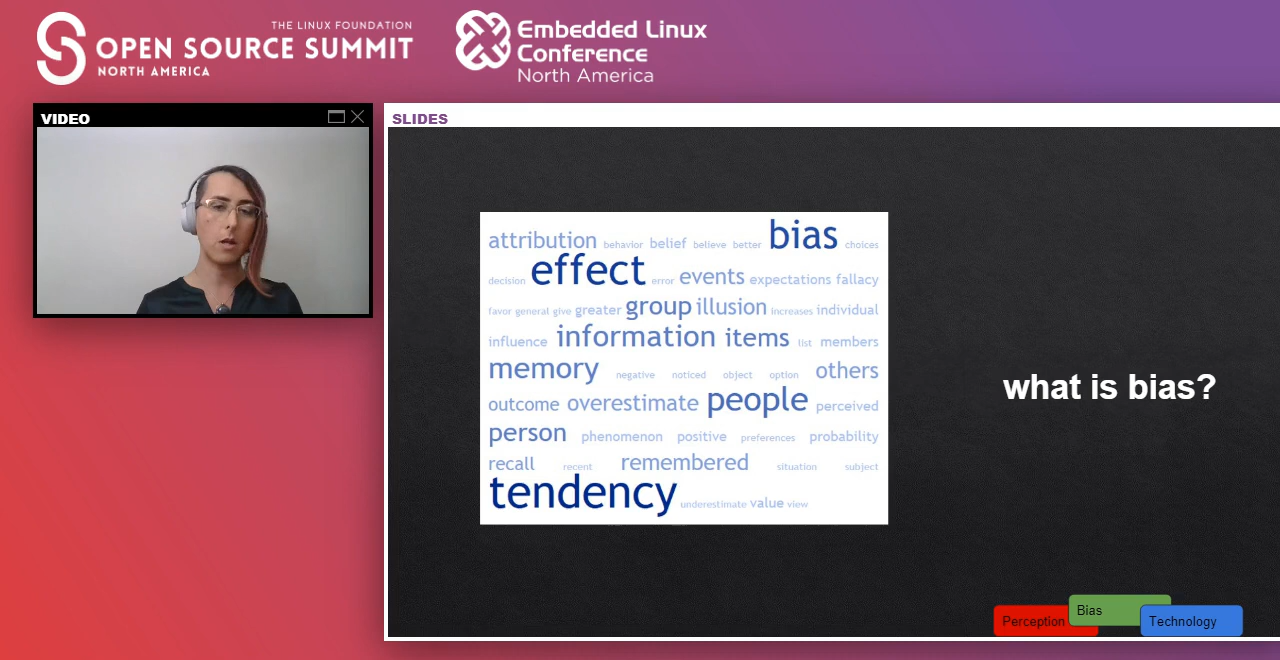 THE LINUX FOUNDATION
OPEN SOURCE SUMMIT
NORTH AMERICA
Embedded Linux
Conference
North America
VIDEO
SLIDES
attribution behavior belief believe better bias choices
decision effect error events expectations fallacy
favor general give greater group illusion increases individual
influence information items list members
memory negative noticed object option others
outcome overestimate people perceived
person phenomenon positive preferences probability
recall recent remembered situation subject
tendency underestimate value view
what is bias?
Perception
Bias
Technology